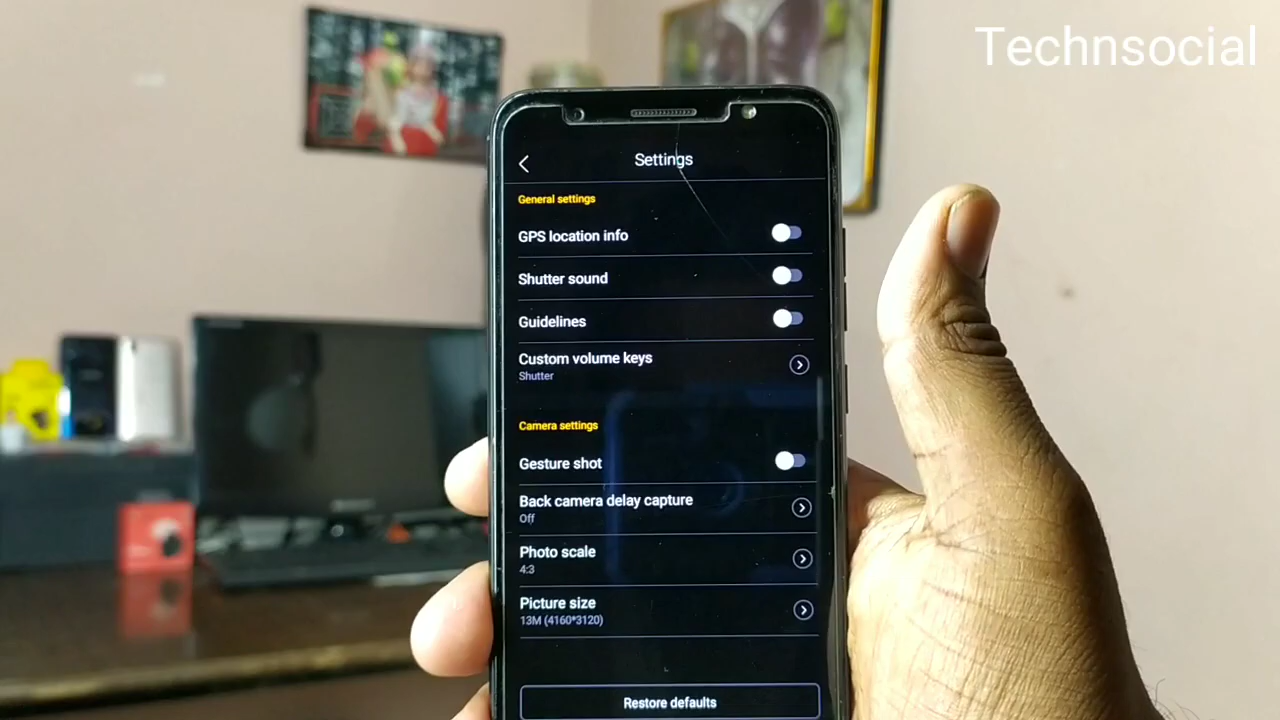 Technsocial
Settings
General settings
GPS location info
Shutter sound
Guidelines
Custom volume keys
Shutter
Camera settings
Gesture shot
Back camera delay capture
Off
Photo scale
4:3
Picture size
13M (4160*3120)
Restore defaults